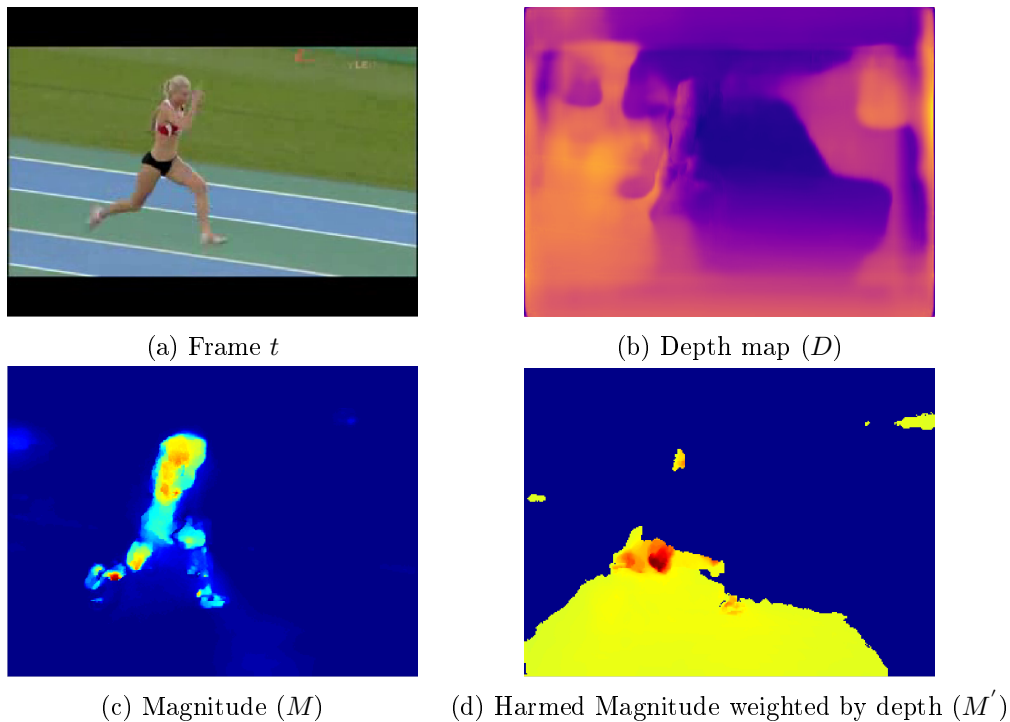 (a) Frame t
(b) Depth map (D)
(c) Magnitude (M)
(d) Harmed Magnitude weighted by depth (M')